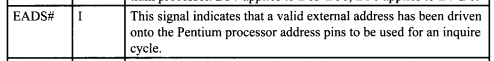 EADS# I This signal indicates that a valid external address has been driven
onto the Pentium processor address pins to be used for an inquire
cycle.